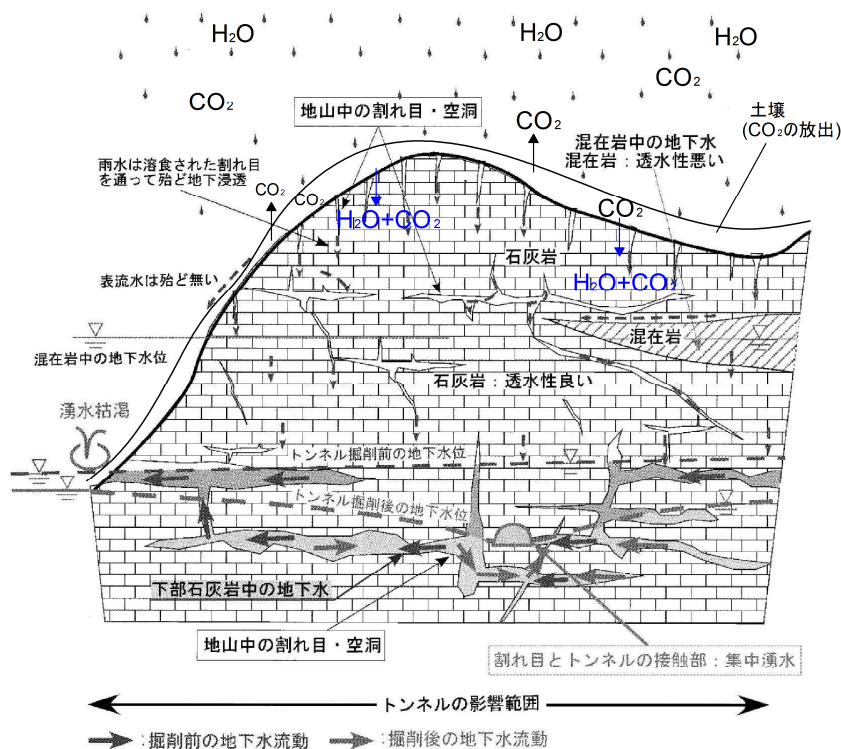 H₂O
H₂O
H₂O
CO₂
CO₂
地山中の割れ目・空洞
CO₂
土壌
(CO₂の放出)
混在岩中の地下水
混在岩：透水性悪い
雨水は溶食された割れ目
を通って殆ど地下浸透
CO₂
CO₂
CO₂
H₂O+CO₂
石灰岩
H₂O+CO₂
表流水は殆ど無い
混在岩
混在岩中の地下水位
石灰岩：透水性良い
湧水枯渇
トンネル掘削前の地下水位
トンネル掘削後の地下水位
下部石灰岩中の地下水
地山中の割れ目・空洞
割れ目とトンネルの接触部：集中湧水
トンネルの影響範囲
：掘削前の地下水流動
：掘削後の地下水流動